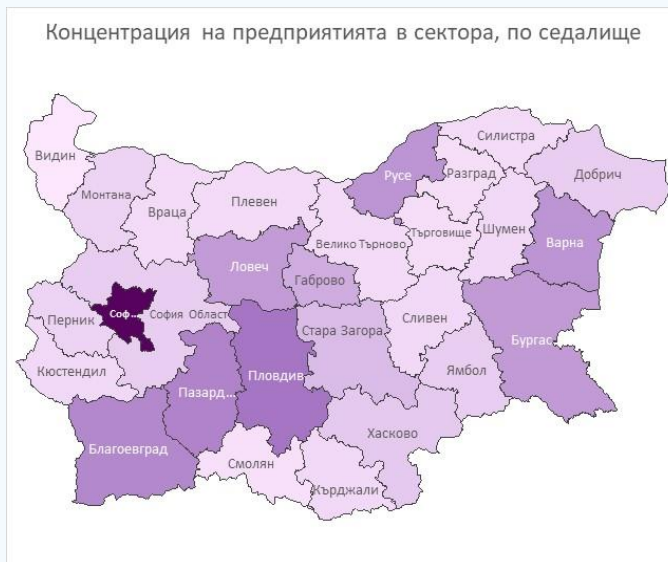 Концентрация на предприятията в сектора, по седалище
Силистра
Видин
Русе
Разград
Добрич
Монтана
Плевен
Враца
Шумен
Търговище
Велико Търново
Варна
Ловеч
Габрово
Соф...
София Област
Перник
Стара Загора
Сливен
Бургас
Кюстендил
Ямбол
Пловдив
Пазард...
Хасково
Благоевград
Смолян
Кърджали